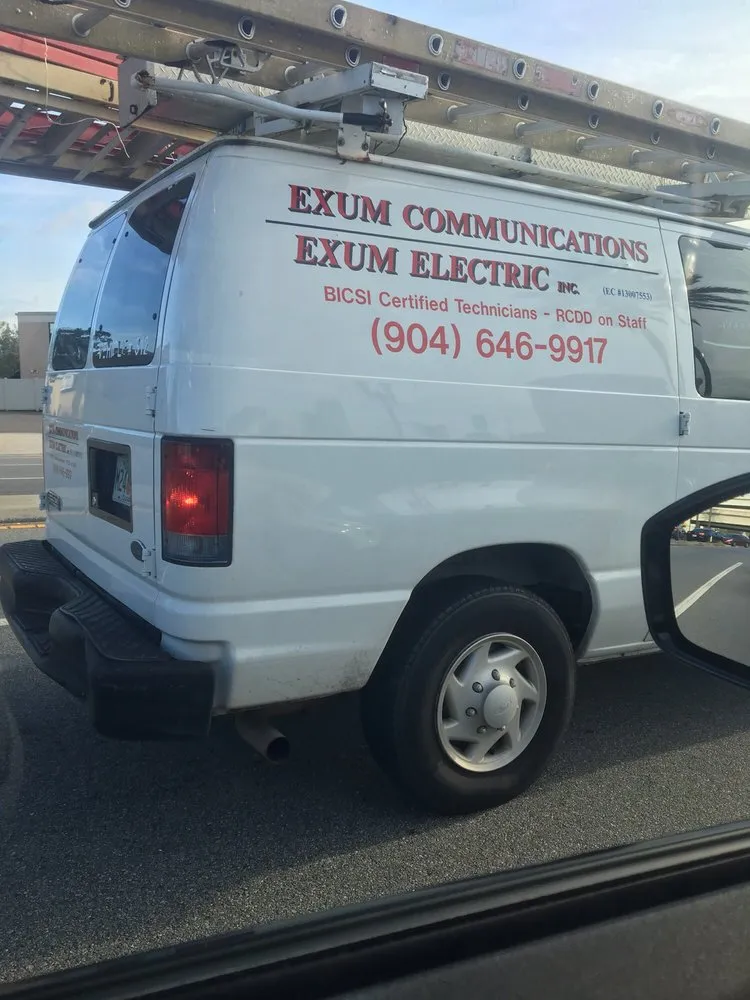 EXUM COMMUNICATIONS
EXUM ELECTRIC INC.
(EC #13007553)
BICSI Certified Technicians - RCDD on Staff
(904) 646-9917